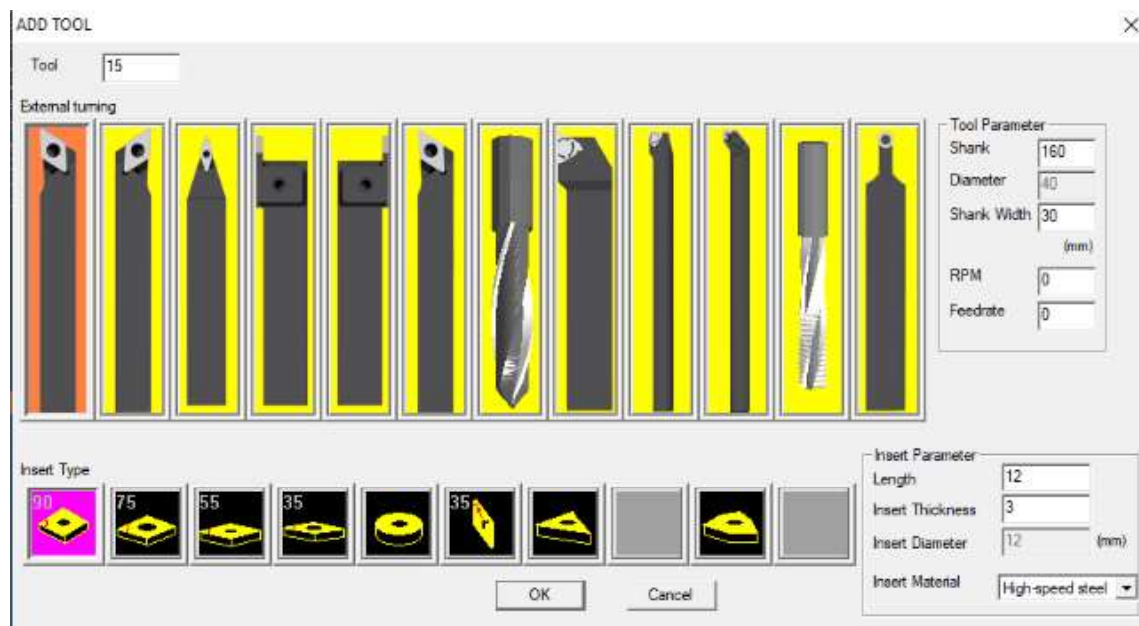 ADD TOOL
Tool 15
External turning
Tool Parameter
Shank 160
Diameter 40
Shank Width 30
(mm)
RPM 0
Feedrate 0
Insert Type
90 75 55 35 35
Insert Parameter
Length 12
Insert Thickness 3
Insert Diameter 12 (mm)
Insert Material High-speed steel
OK Cancel